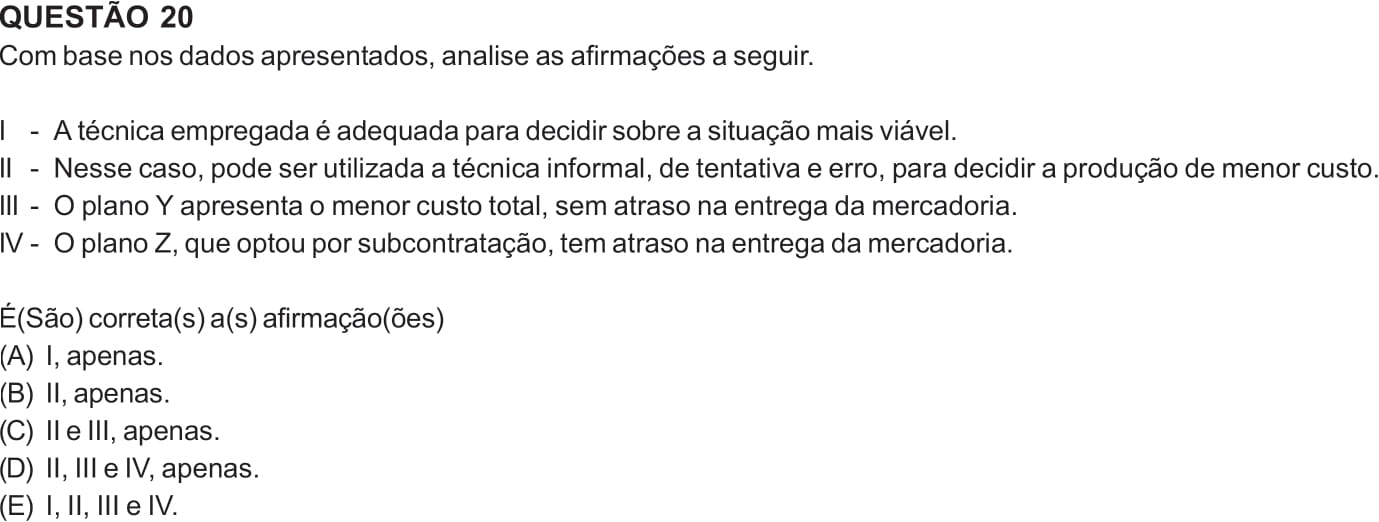 QUESTÃO 20
Com base nos dados apresentados, analise as afirmações a seguir.
I - A técnica empregada é adequada para decidir sobre a situação mais viável.
II - Nesse caso, pode ser utilizada a técnica informal, de tentativa e erro, para decidir a produção de menor custo.
III - O plano Y apresenta o menor custo total, sem atraso na entrega da mercadoria.
IV - O plano Z, que optou por subcontratação, tem atraso na entrega da mercadoria.
É(São) correta(s) a(s) afirmação(ões)
(A) I, apenas.
(B) II, apenas.
(C) II e III, apenas.
(D) II, III e IV, apenas.
(E) I, II, III e IV.